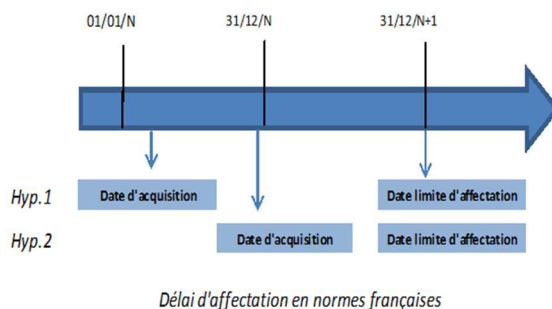 01/01/N 31/12/N 31/12/N+1
Hyp.1 Date d'acquisition Date limite d'affectation
Hyp.2 Date d'acquisition Date limite d'affectation
Délai d'affectation en normes françaises